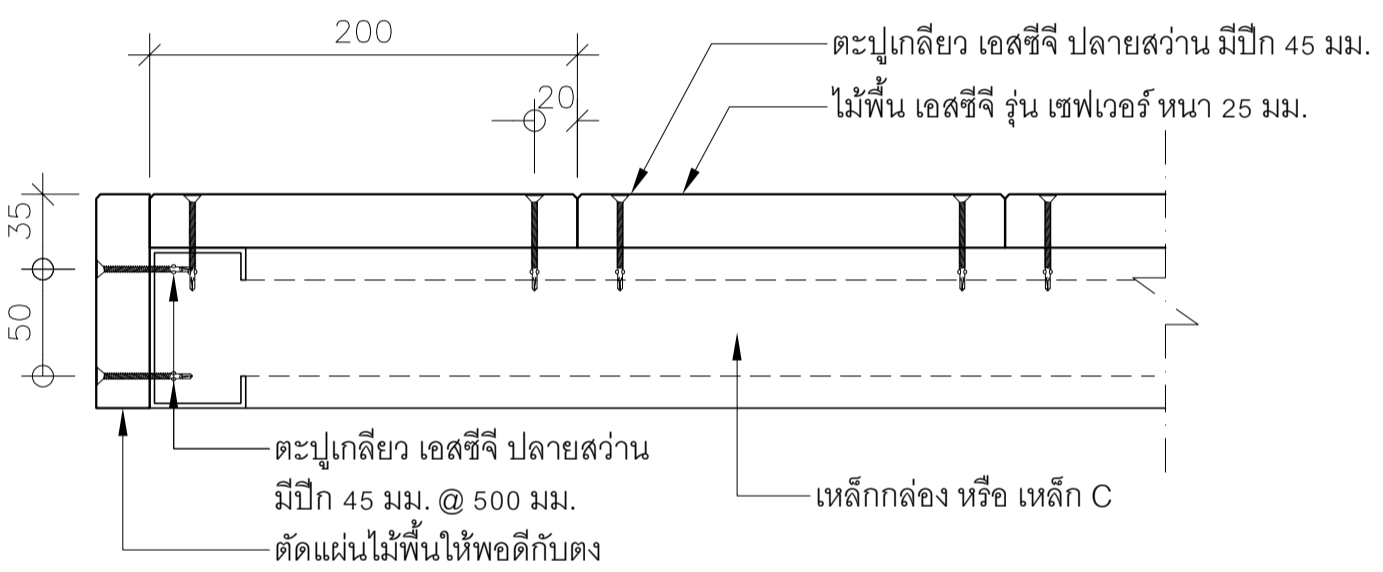 200
ตะปูเกลียว เอสซีจี ปลายสว่าน มีปีก 45 มม.
20
ไม้พื้น เอสซีจี รุ่น เซฟเวอร์ หนา 25 มม.
35
50
ตะปูเกลียว เอสซีจี ปลายสว่าน
มีปีก 45 มม. @ 500 มม.
เหล็กกล่อง หรือ เหล็ก C
ตัดแผ่นไม้พื้นให้พอดีกับตง